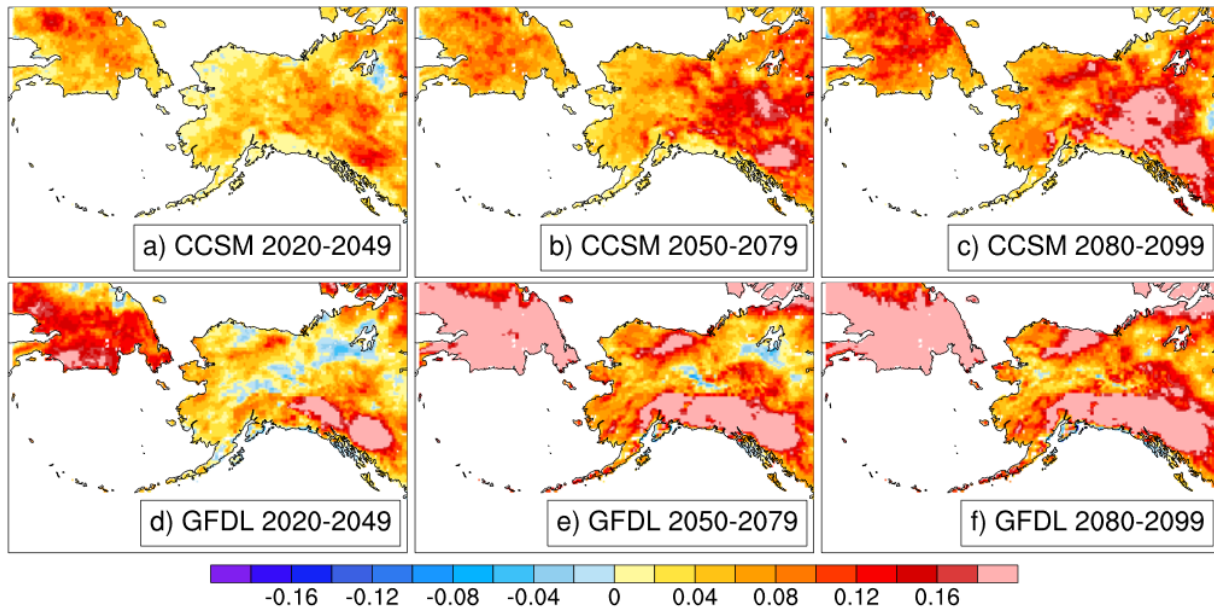 a) CCSM 2020-2049
b) CCSM 2050-2079
c) CCSM 2080-2099
d) GFDL 2020-2049
e) GFDL 2050-2079
f) GFDL 2080-2099
-0.16 -0.12 -0.08 -0.04 0 0.04 0.08 0.12 0.16